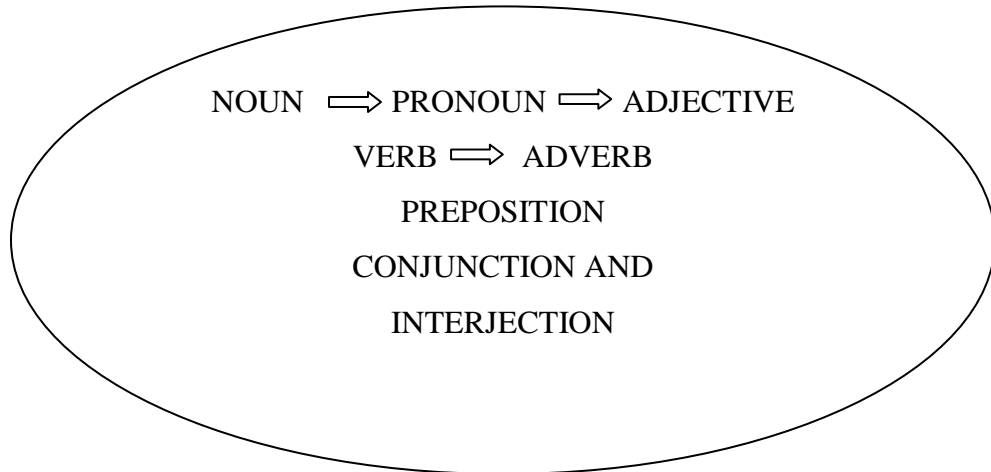 NOUN ⇒ PRONOUN ⇒ ADJECTIVE
VERB ⇒ ADVERB
PREPOSITION
CONJUNCTION AND
INTERJECTION